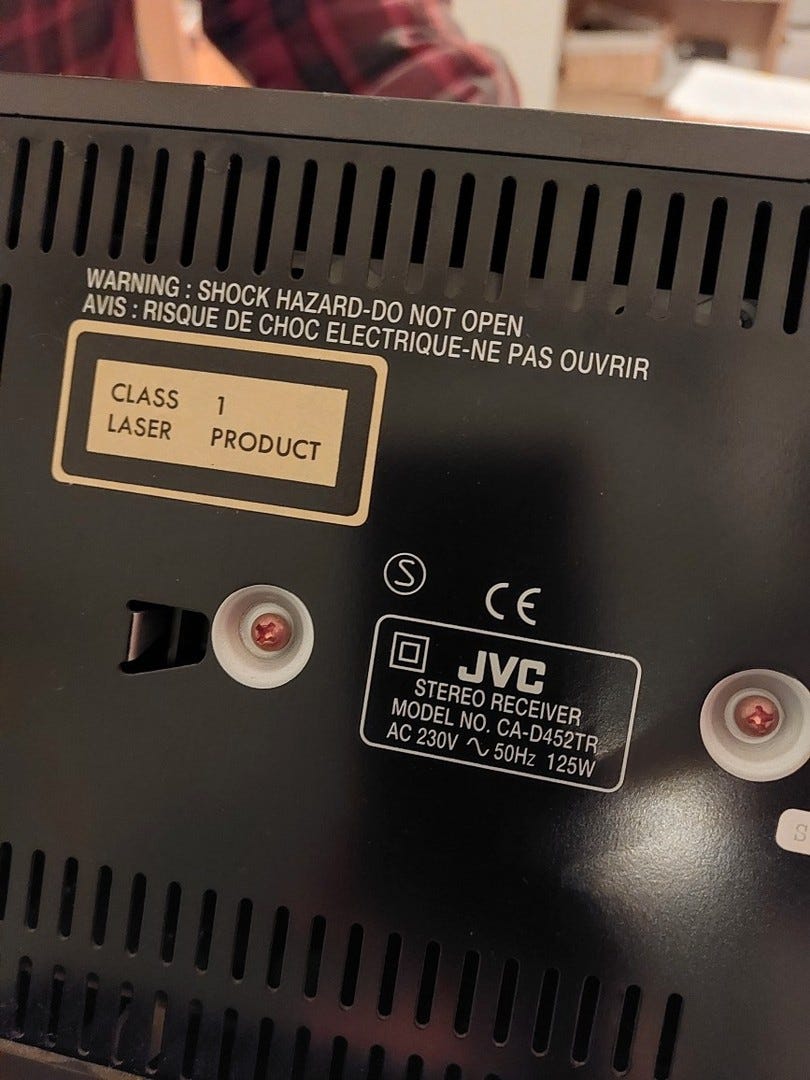 WARNING : SHOCK HAZARD-DO NOT OPEN
AVIS : RISQUE DE CHOC ELECTRIQUE-NE PAS OUVRIR
CLASS 1
LASER PRODUCT
S
CE
JVC
STEREO RECEIVER
MODEL NO. CA-D452TR
AC 230V ∿ 50Hz 125W
S